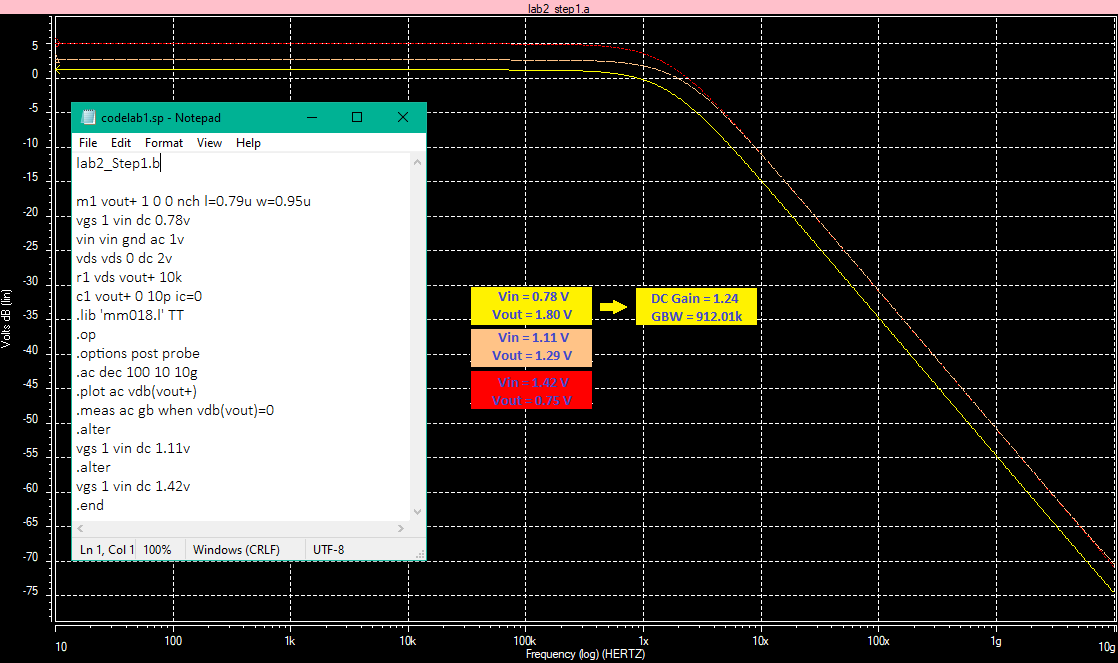 lab2_step1.a
codelab1.sp - Notepad
File Edit Format View Help
lab2_Step1.b
m1 vout+ 1 0 0 nch l=0.79u w=0.95u
vgs 1 vin dc 0.78v
vin vin gnd ac 1v
vds vds 0 dc 2v
r1 vds vout+ 10k
c1 vout+ 0 10p ic=0
.lib 'mm018.l' TT
.op
.options post probe
.ac dec 100 10 10g
.plot ac vdb(vout+)
.meas ac gb when vdb(vout)=0
.alter
vgs 1 vin dc 1.11v
.alter
vgs 1 vin dc 1.42v
.end
Ln 1, Col 1 100% Windows (CRLF) UTF-8
Vin = 0.78 V
Vout = 1.80 V
DC Gain = 1.24
GBW = 912.01k
Vin = 1.11 V
Vout = 1.29 V
Vin = 1.42 V
Vout = 0.75 V
Volts dB (lin)
5
0
-5
-10
-15
-20
-25
-30
-35
-40
-45
-50
-55
-60
-65
-70
-75
10 100 1k 10k 100k 1x 10x 100x 1g 10g
Frequency (log) (HERTZ)